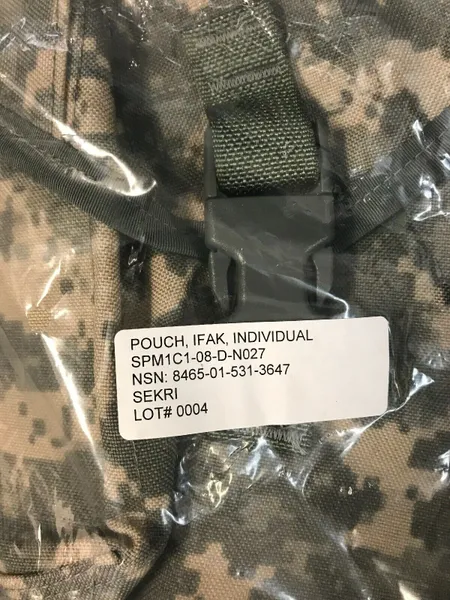 POUCH, IFAK, INDIVIDUAL
SPM1C1-08-D-N027
NSN: 8465-01-531-3647
SEKRI
LOT# 0004